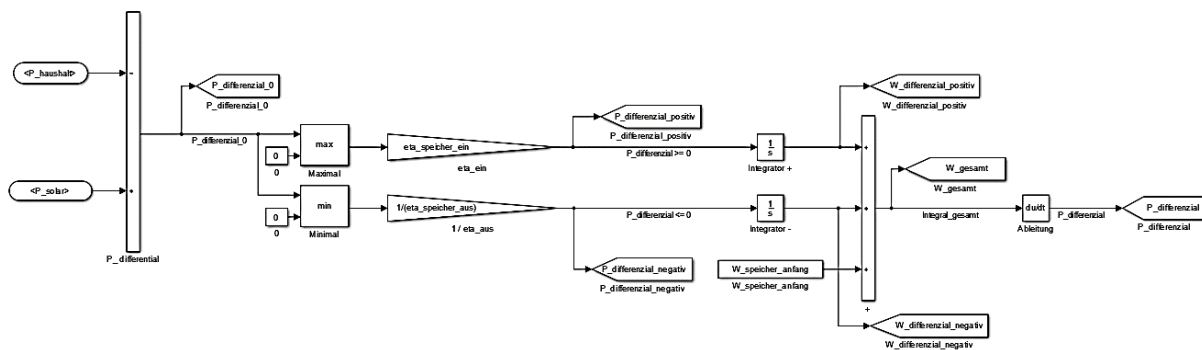 <P_haushalt>
-
<P_solar>
+
P_differential
P_differenzial_0
P_differenzial_0
P_differenzial_0
0
0
max
Maximal
0
0
min
Minimal
eta_speicher_ein
eta_ein
1/(eta_speicher_aus)
1 / eta_aus
P_differenzial_positiv
P_differenzial_positiv
P_differenzial >= 0
P_differenzial <= 0
P_differenzial_negativ
P_differenzial_negativ
1
s
Integrator +
1
s
Integrator -
W_speicher_anfang
W_speicher_anfang
W_differenzial_positiv
W_differenzial_positiv
+
+
+
+
W_gesamt
W_gesamt
Integral_gesamt
W_differenzial_negativ
W_differenzial_negativ
du/dt
Ableitung
P_differenzial
P_differenzial
P_differenzial